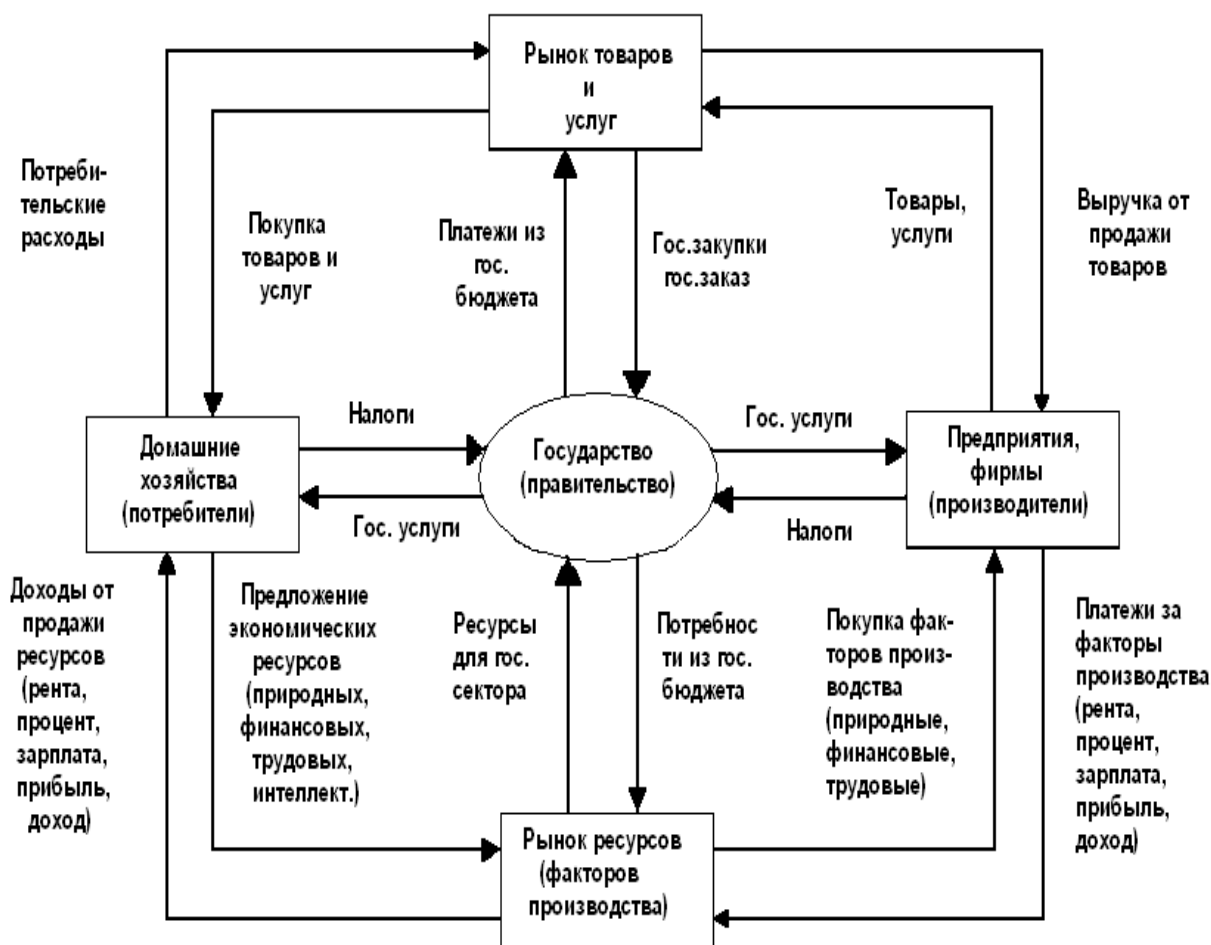 Рынок товаров
и
услуг
Потреби-
тельские
расходы
Покупка
товаров и
услуг
Платежи из
гос.
бюджета
Гос.закупки
гос.заказ
Товары,
услуги
Выручка от
продажи
товаров
Домашние
хозяйства
(потребители)
Налоги
Гос. услуги
Государство
(правительство)
Гос. услуги
Налоги
Предприятия,
фирмы
(производители)
Доходы от
продажи
ресурсов
(рента,
процент,
зарплата,
прибыль,
доход)
Предложение
экономических
ресурсов
(природных,
финансовых,
трудовых,
интеллект.)
Ресурсы
для гос.
сектора
Потребнос
ти из гос.
бюджета
Покупка фак-
торов произ-
водства
(природные,
финансовые,
трудовые)
Платежи за
факторы
производства
(рента,
процент,
зарплата,
прибыль,
доход)
Рынок ресурсов
(факторов
производства)